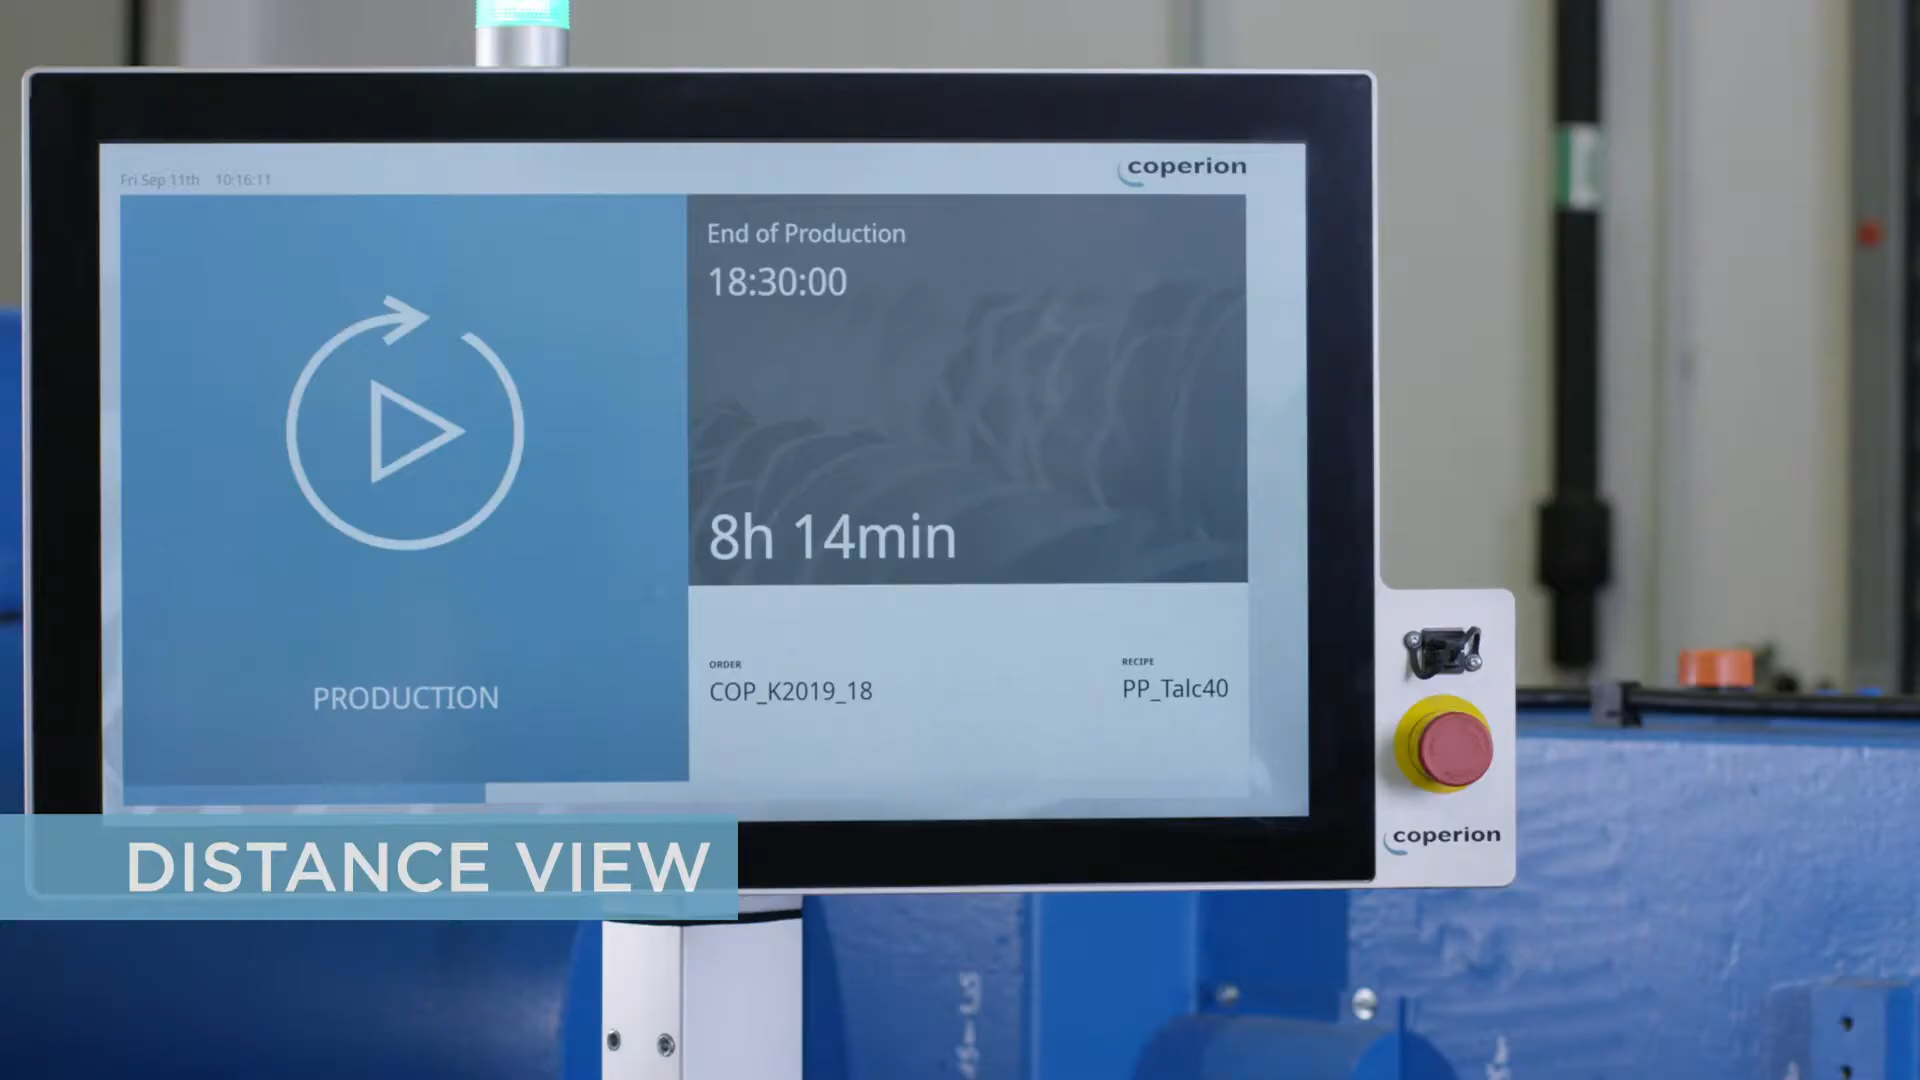 Fri Sep 11th 10:16:11
coperion
End of Production
18:30:00
8h 14min
PRODUCTION
ORDER
COP_K2019_18
RECIPE
PP_Talc40
coperion
DISTANCE VIEW